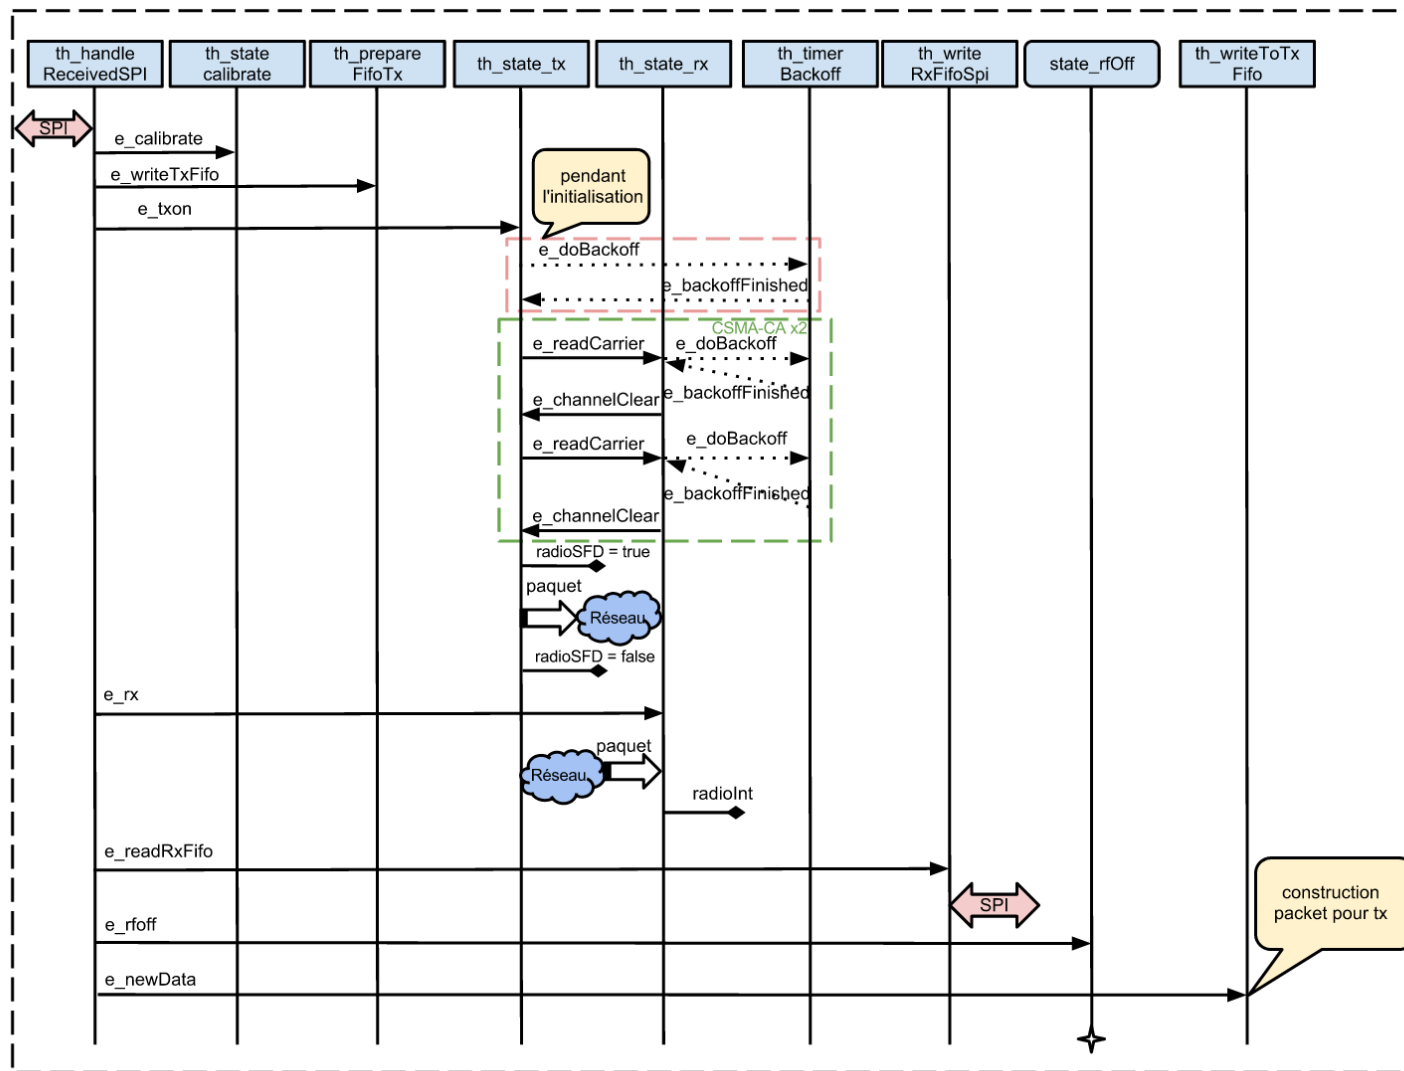 th_handle
ReceivedSPI
th_state
calibrate
th_prepare
FifoTx
th_state_tx
th_state_rx
th_timer
Backoff
th_write
RxFifoSpi
state_rfOff
th_writeToTx
Fifo
SPI
e_calibrate
e_writeTxFifo
e_txon
pendant
l'initialisation
e_doBackoff
e_backoffFinished
CSMA-CA x2
e_readCarrier
e_doBackoff
e_backoffFinished
e_channelClear
e_readCarrier
e_doBackoff
e_backoffFinished
e_channelClear
radioSFD = true
paquet
Réseau
radioSFD = false
e_rx
paquet
Réseau
radioInt
e_readRxFifo
SPI
construction
packet pour tx
e_rfoff
e_newData